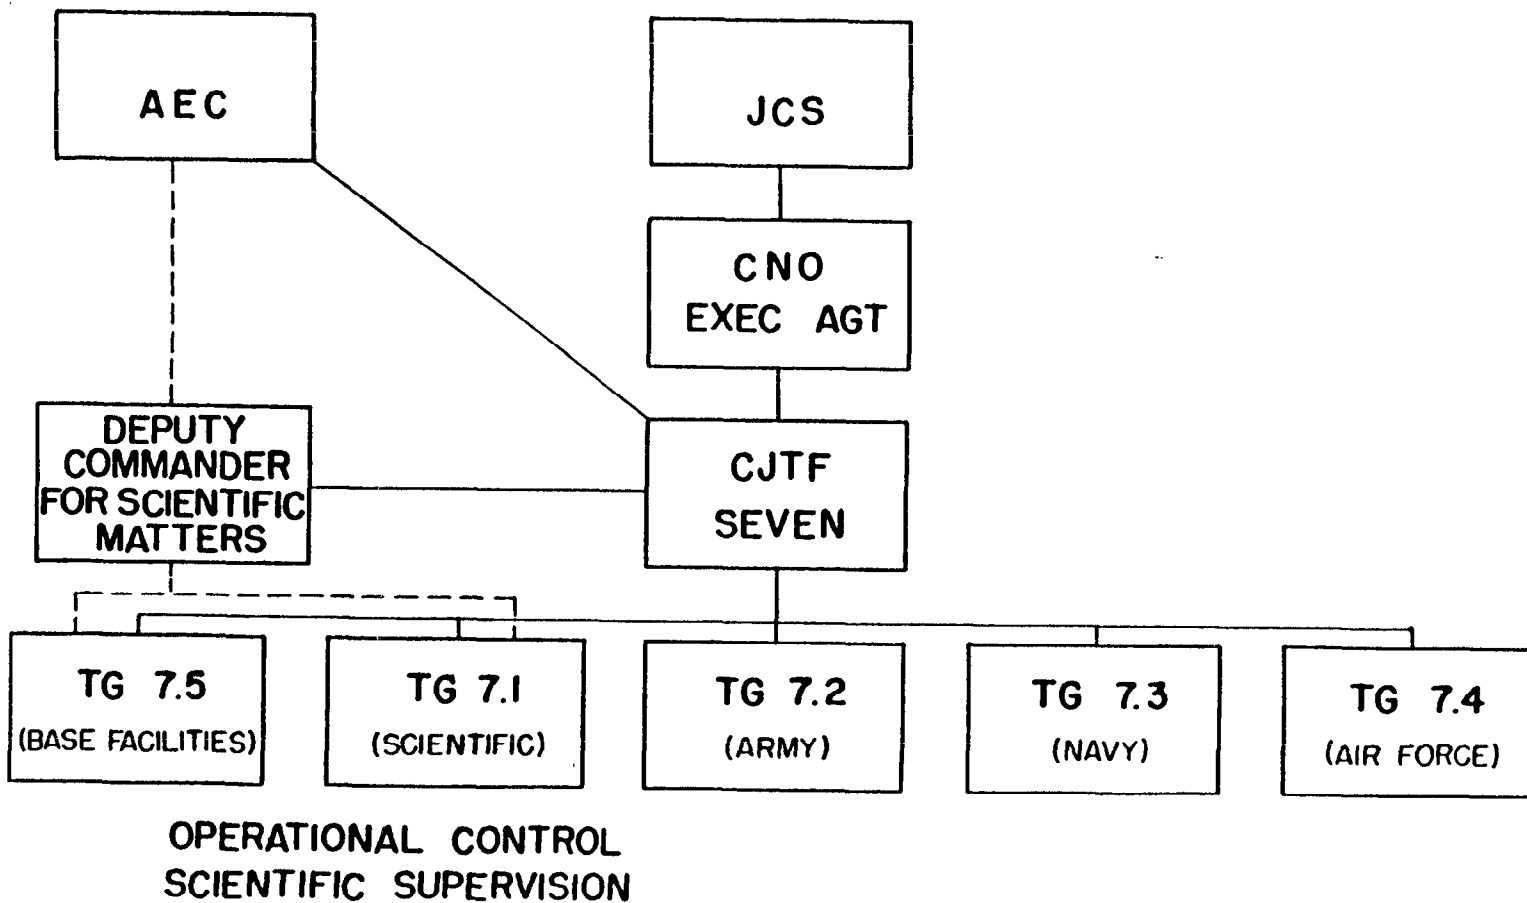 AEC
JCS
CNO
EXEC AGT
DEPUTY
COMMANDER
FOR SCIENTIFIC
MATTERS
CJTF
SEVEN
TG 7.5
(BASE FACILITIES)
TG 7.1
(SCIENTIFIC)
TG 7.2
(ARMY)
TG 7.3
(NAVY)
TG 7.4
(AIR FORCE)
OPERATIONAL CONTROL
SCIENTIFIC SUPERVISION